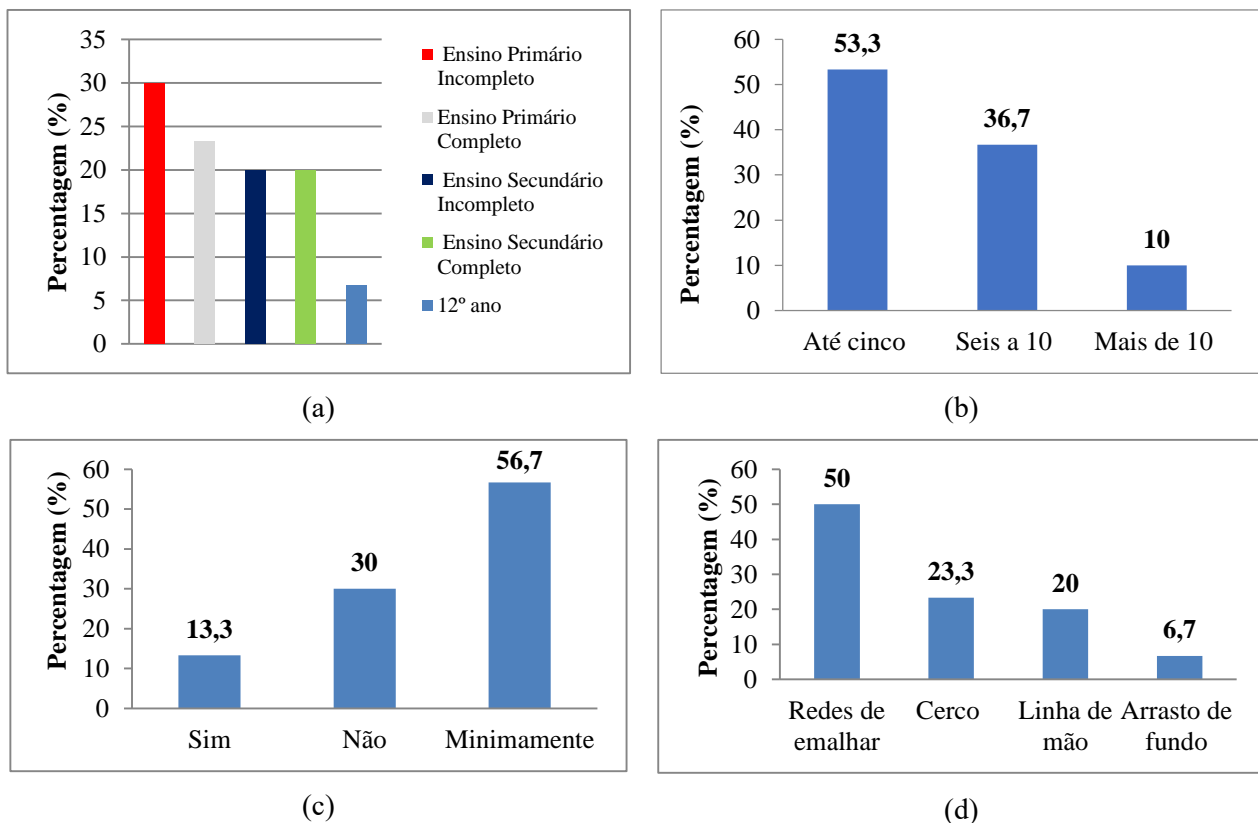 Percentagem (%)
35
30
25
20
15
10
5
0
Ensino Primário
Incompleto
Ensino Primário
Completo
Ensino Secundário
Incompleto
Ensino Secundário
Completo
12º ano
(a)
Percentagem (%)
60
50
40
30
20
10
0
53,3
36,7
10
Até cinco
Seis a 10
Mais de 10
(b)
Percentagem (%)
60
50
40
30
20
10
0
13,3
30
56,7
Sim
Não
Minimamente
(c)
Percentagem (%)
60
50
40
30
20
10
0
50
23,3
20
6,7
Redes de
emalhar
Cerco
Linha de
mão
Arrasto de
fundo
(d)